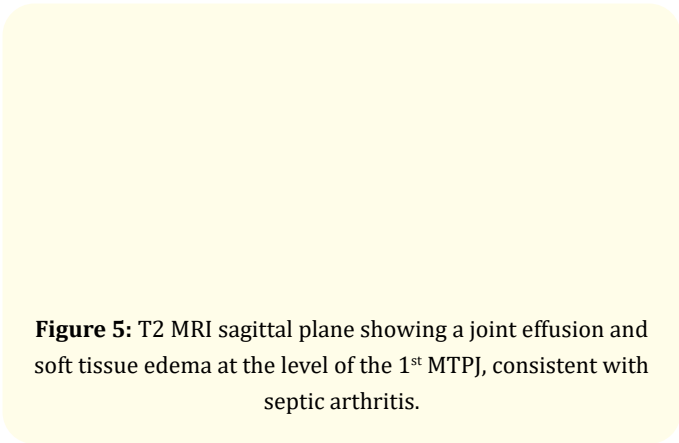 Figure 5: T2 MRI sagittal plane showing a joint effusion and
soft tissue edema at the level of the 1st MTPJ, consistent with
septic arthritis.